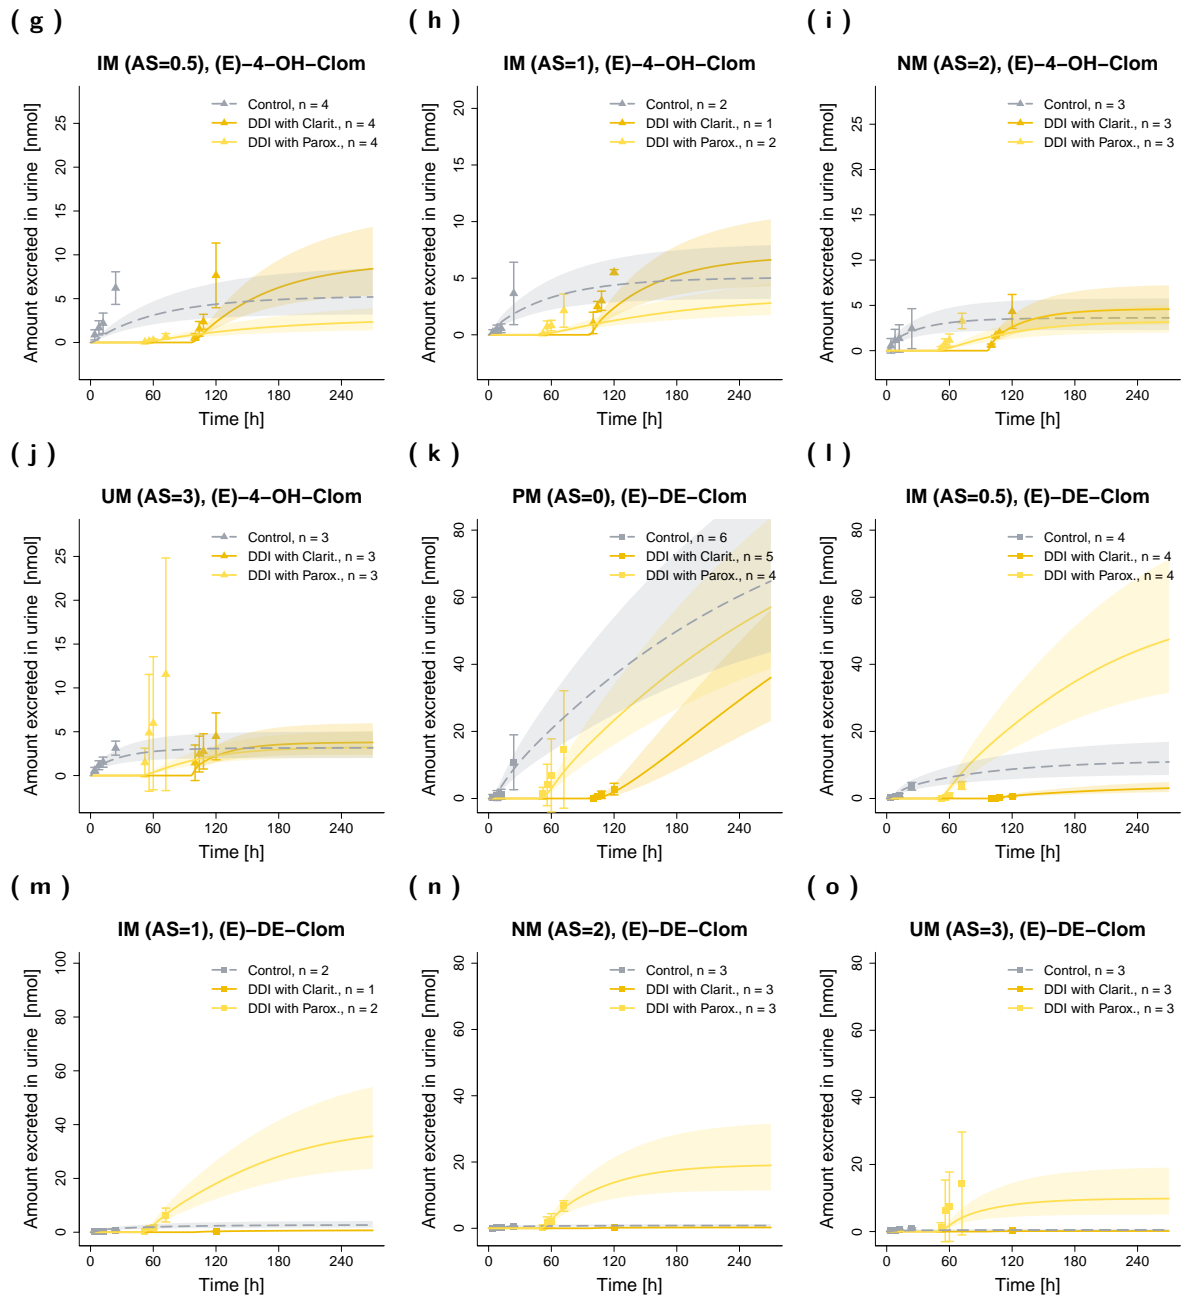 ( g )
IM (AS=0.5), (E)−4−OH−Clom
Amount excreted in urine [nmol]
25
20
15
10
5
0
Control, n = 4
DDI with Clarit., n = 4
DDI with Parox., n = 4
0 60 120 180 240
Time [h]
( h )
IM (AS=1), (E)−4−OH−Clom
Amount excreted in urine [nmol]
20
15
10
5
0
Control, n = 2
DDI with Clarit., n = 1
DDI with Parox., n = 2
0 60 120 180 240
Time [h]
( i )
NM (AS=2), (E)−4−OH−Clom
Amount excreted in urine [nmol]
25
20
15
10
5
0
Control, n = 3
DDI with Clarit., n = 3
DDI with Parox., n = 3
0 60 120 180 240
Time [h]
( j )
UM (AS=3), (E)−4−OH−Clom
Amount excreted in urine [nmol]
25
20
15
10
5
0
Control, n = 3
DDI with Clarit., n = 3
DDI with Parox., n = 3
0 60 120 180 240
Time [h]
( k )
PM (AS=0), (E)−DE−Clom
Amount excreted in urine [nmol]
80
60
40
20
0
Control, n = 6
DDI with Clarit., n = 5
DDI with Parox., n = 4
0 60 120 180 240
Time [h]
( l )
IM (AS=0.5), (E)−DE−Clom
Amount excreted in urine [nmol]
80
60
40
20
0
Control, n = 4
DDI with Clarit., n = 4
DDI with Parox., n = 4
0 60 120 180 240
Time [h]
( m )
IM (AS=1), (E)−DE−Clom
Amount excreted in urine [nmol]
100
80
60
40
20
0
Control, n = 2
DDI with Clarit., n = 1
DDI with Parox., n = 2
0 60 120 180 240
Time [h]
( n )
NM (AS=2), (E)−DE−Clom
Amount excreted in urine [nmol]
80
60
40
20
0
Control, n = 3
DDI with Clarit., n = 3
DDI with Parox., n = 3
0 60 120 180 240
Time [h]
( o )
UM (AS=3), (E)−DE−Clom
Amount excreted in urine [nmol]
80
60
40
20
0
Control, n = 3
DDI with Clarit., n = 3
DDI with Parox., n = 3
0 60 120 180 240
Time [h]